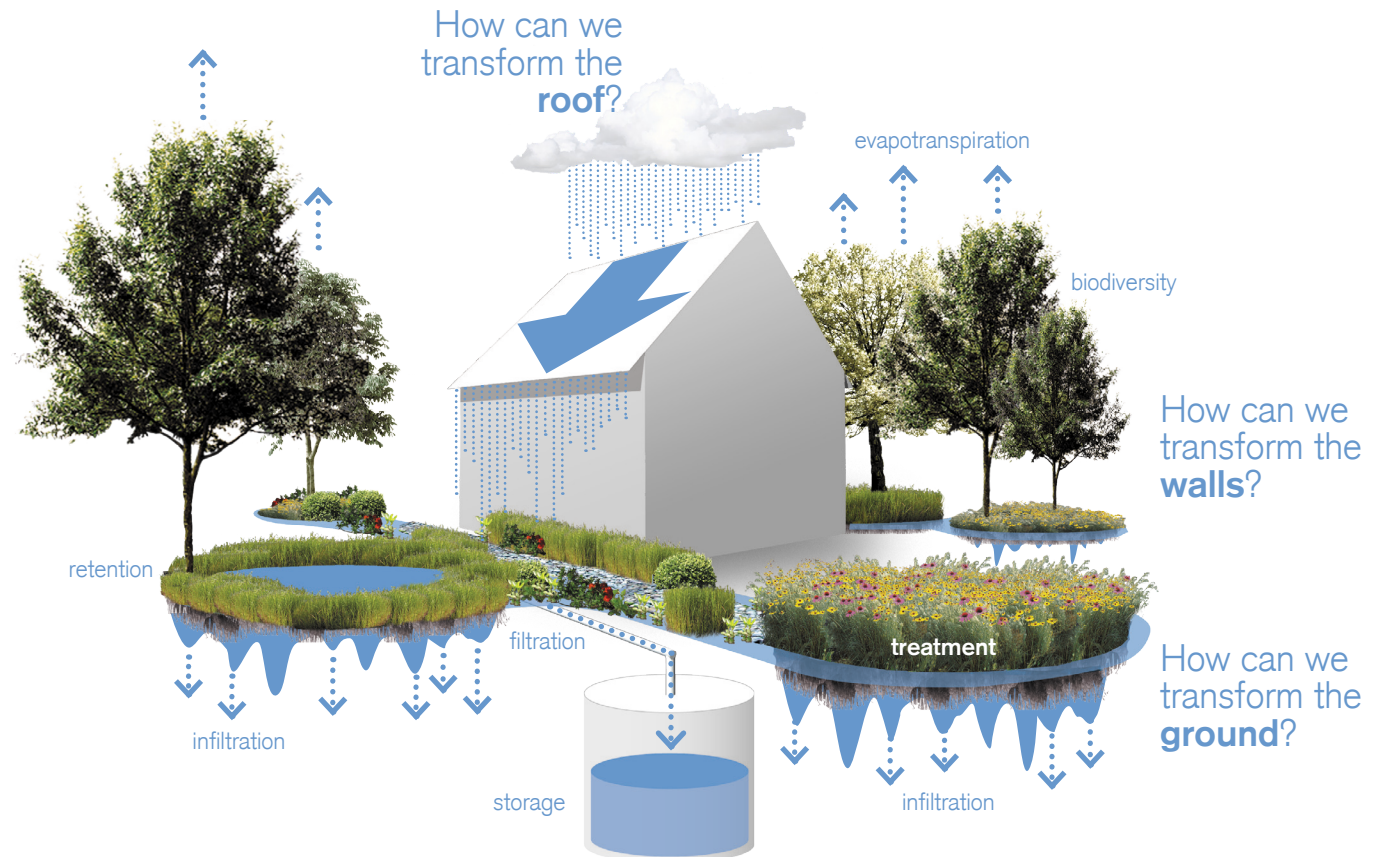 How can we
transform the
roof?
evapotranspiration
biodiversity
How can we
transform the
walls?
retention
filtration
treatment
How can we
transform the
ground?
infiltration
storage
infiltration